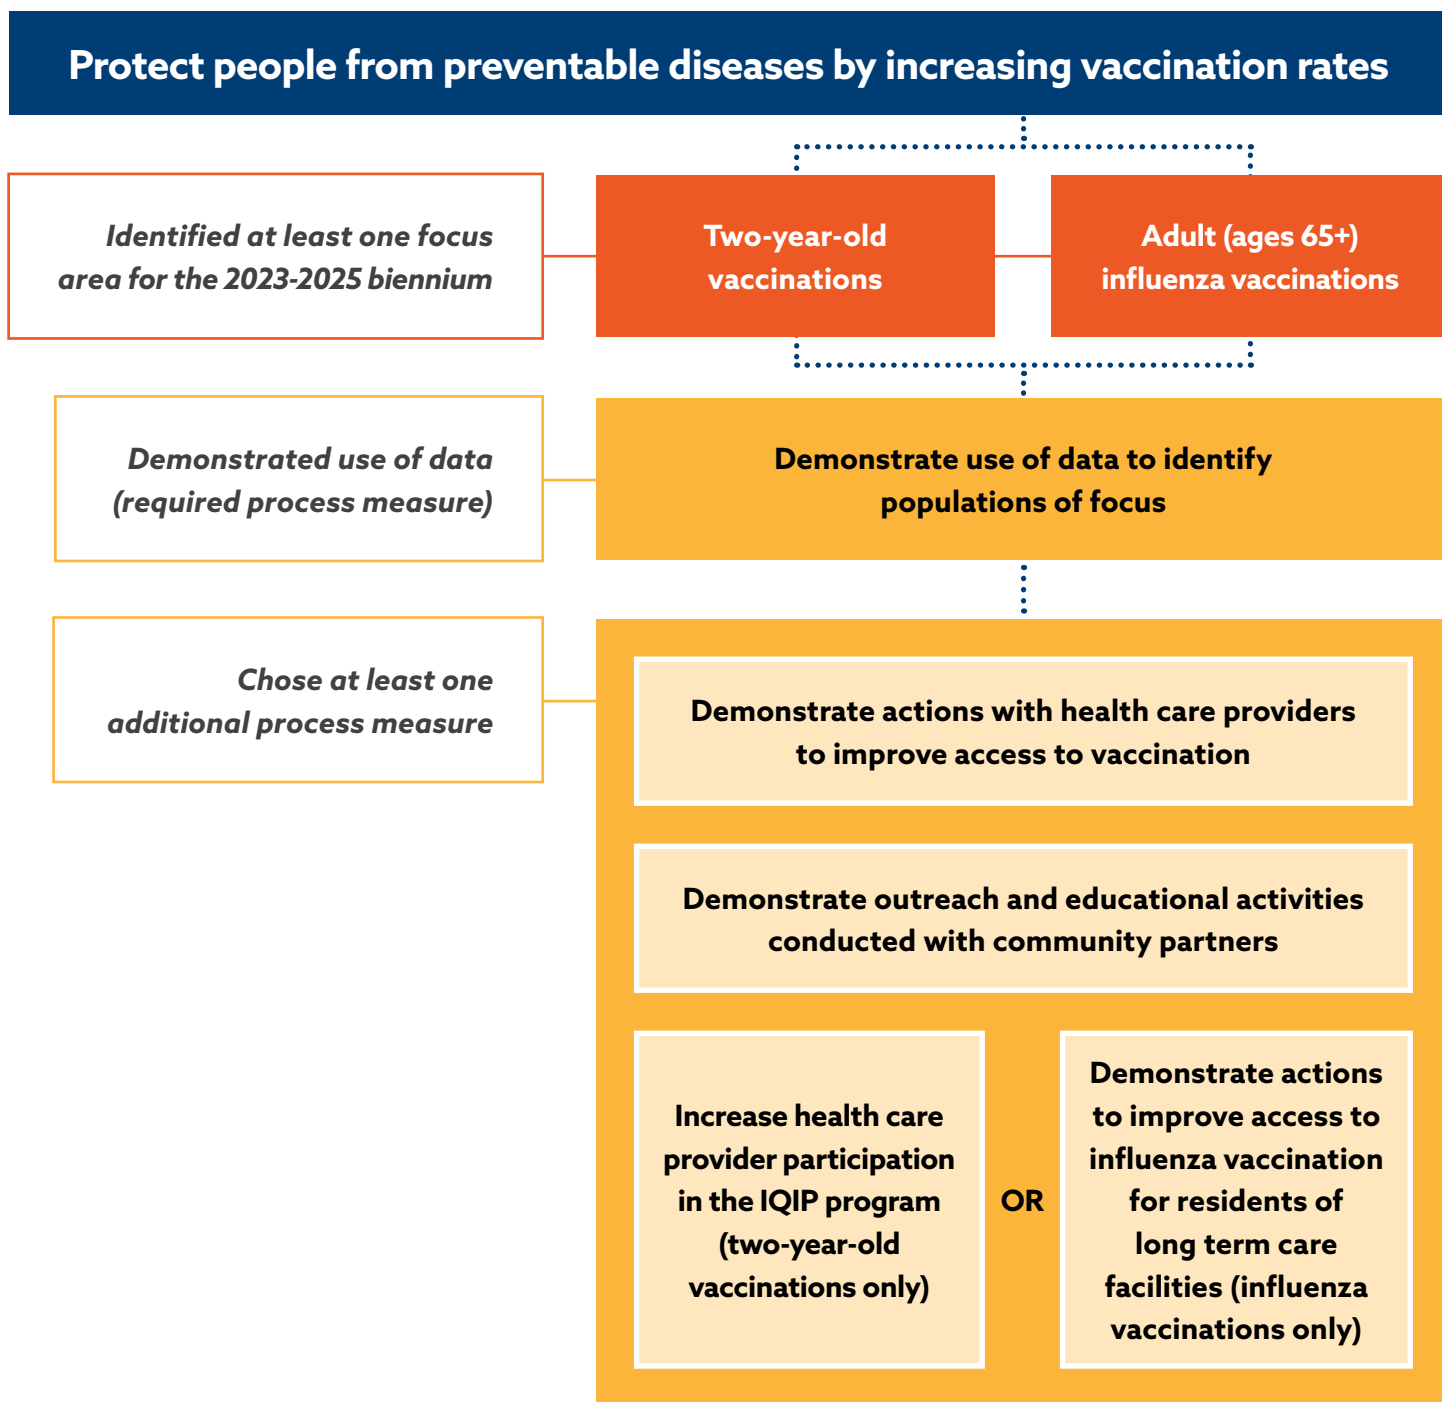 Protect people from preventable diseases by increasing vaccination rates
Identified at least one focus
area for the 2023-2025 biennium
Two-year-old
vaccinations
Adult (ages 65+)
influenza vaccinations
Demonstrated use of data
(required process measure)
Demonstrate use of data to identify
populations of focus
Chose at least one
additional process measure
Demonstrate actions with health care providers
to improve access to vaccination
Demonstrate outreach and educational activities
conducted with community partners
Increase health care
provider participation
in the IQIP program
(two-year-old
vaccinations only)
OR
Demonstrate actions
to improve access to
influenza vaccination
for residents of
long term care
facilities (influenza
vaccinations only)